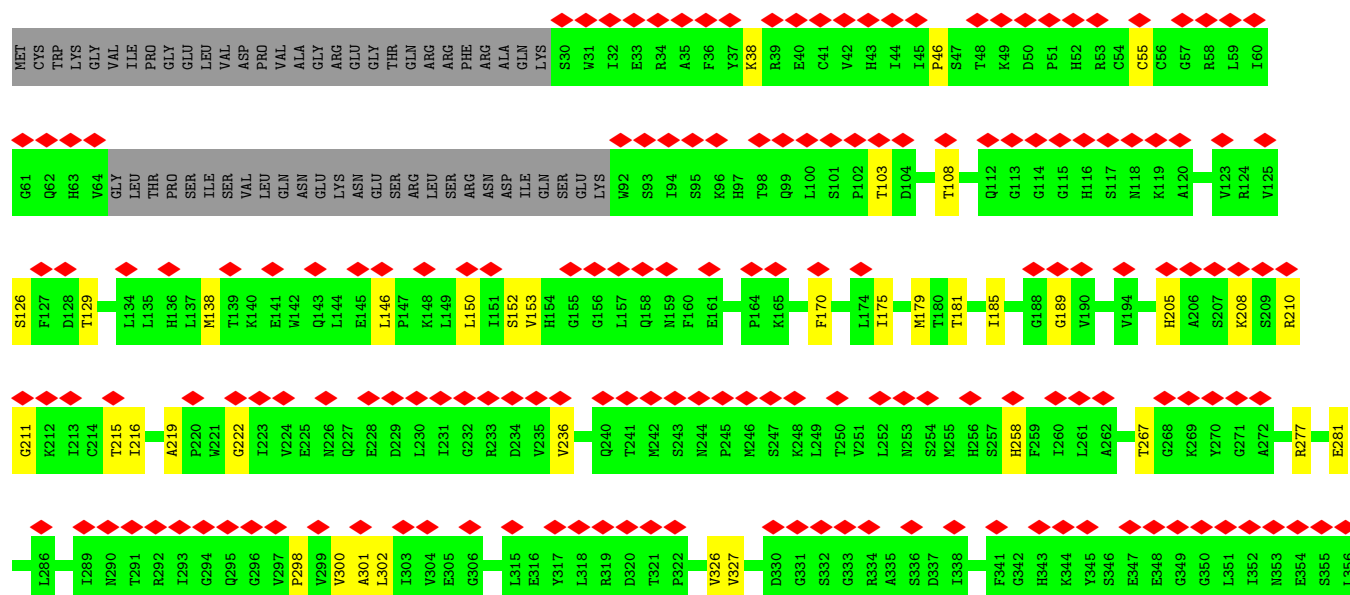 MET CYS TRP LYS GLY VAL ILE PRO GLY GLU LEU VAL ASP PRO VAL ALA GLY ARG GLU GLY THR GLN ARG ARG PHE ARG ALA GLN LYS S30 W31 I32 E33 R34 A35 F36 Y37 K38 R39 E40 C41 V42 H43 I44 I45 P46 S47 T48 K49 D50 P51 H52 R53 C54 C55 C56 G57 R58 L59 I60
G61 Q62 H63 V64 GLY LEU THR PRO SER ILE SER VAL LEU GLN ASN GLU LYS ASN GLU SER ARG LEU SER ARG ASN ASP ILE GLN SER GLU LYS W92 S93 I94 S95 K96 H97 T98 Q99 L100 S101 P102 T103 D104 T108 Q112 G113 G114 G115 H116 S117 N118 K119 A120 V123 R124 V125
S126 F127 D128 T129 L134 L135 H136 L137 M138 T139 K140 E141 W142 Q143 L144 E145 L146 P147 K148 L149 L150 I151 S152 V153 H154 G155 G156 L157 Q158 N159 F160 E161 P164 K165 F170 L174 I175 M179 T180 T181 I185 G188 G189 V190 V194 H205 A206 S207 K208 S209 R210
G211 K212 I213 C214 T215 I216 A219 P220 W221 G222 I223 V224 E225 N226 Q227 E228 D229 L230 I231 G232 R233 D234 V235 V236 Q240 T241 M242 S243 N244 P245 M246 S247 K248 L249 T250 V251 L252 N253 S254 M255 H256 S257 H258 F259 I260 L261 A262 T267 G268 K269 Y270 G271 A272 R277 E281
L286 I289 N290 T291 R292 I293 G294 Q295 G296 V297 P298 V299 V300 A301 L302 I303 V304 E305 G306 L315 E316 Y317 L318 R319 D320 T321 P322 V326 V327 D330 G331 S332 G333 R334 A335 S336 D337 I338 F341 G342 H343 K344 Y345 S346 E347 E348 G349 G350 L351 I352 N353 E354 S355 L356